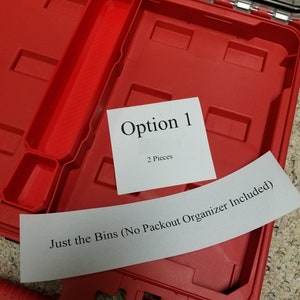 Option 1
2 Pieces
Just the Bins (No Packout Organizer Included)